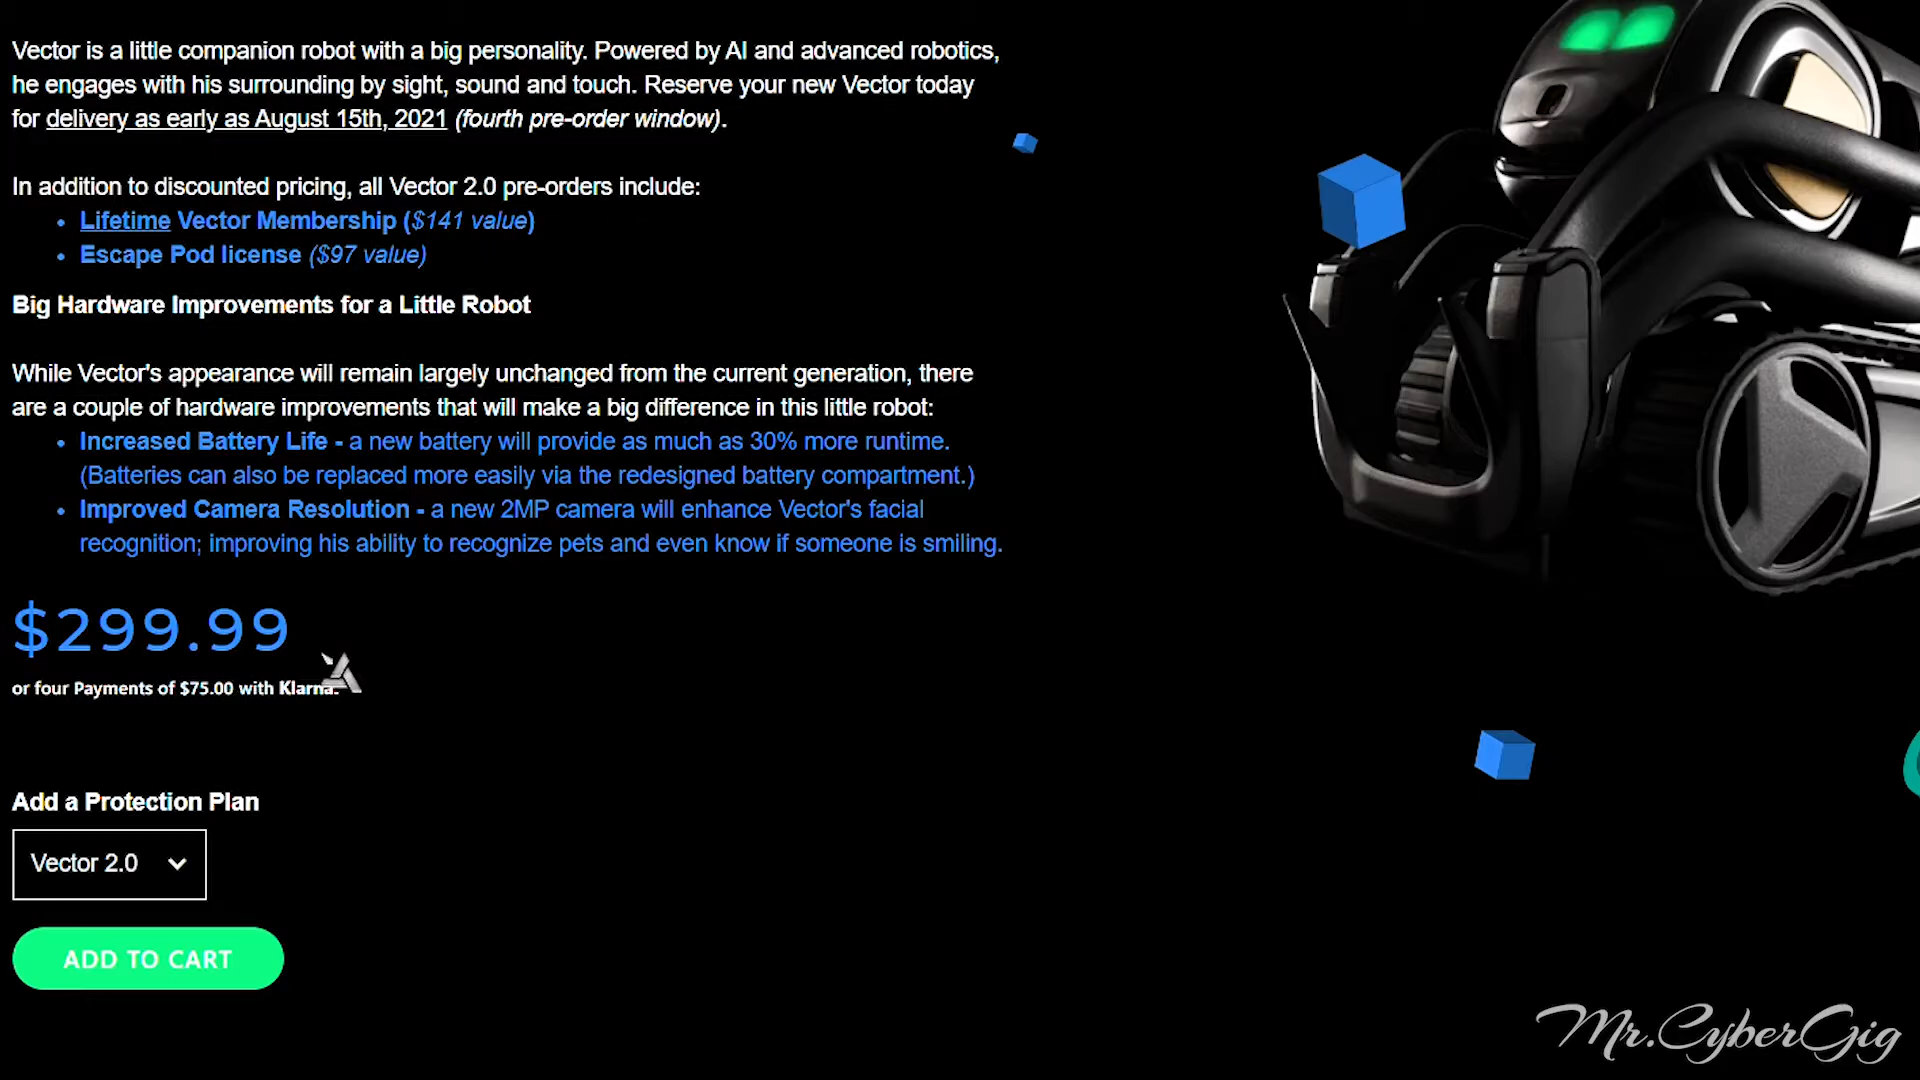 Vector is a little companion robot with a big personality. Powered by AI and advanced robotics,
he engages with his surrounding by sight, sound and touch. Reserve your new Vector today
for delivery as early as August 15th, 2021 (fourth pre-order window).
In addition to discounted pricing, all Vector 2.0 pre-orders include:
• Lifetime Vector Membership ($141 value)
• Escape Pod license ($97 value)
Big Hardware Improvements for a Little Robot
While Vector's appearance will remain largely unchanged from the current generation, there
are a couple of hardware improvements that will make a big difference in this little robot:
• Increased Battery Life - a new battery will provide as much as 30% more runtime.
(Batteries can also be replaced more easily via the redesigned battery compartment.)
• Improved Camera Resolution - a new 2MP camera will enhance Vector's facial
recognition; improving his ability to recognize pets and even know if someone is smiling.
$299.99
or four Payments of $75.00 with Klarna.
Add a Protection Plan
Vector 2.0
ADD TO CART
Mr.CyberGig